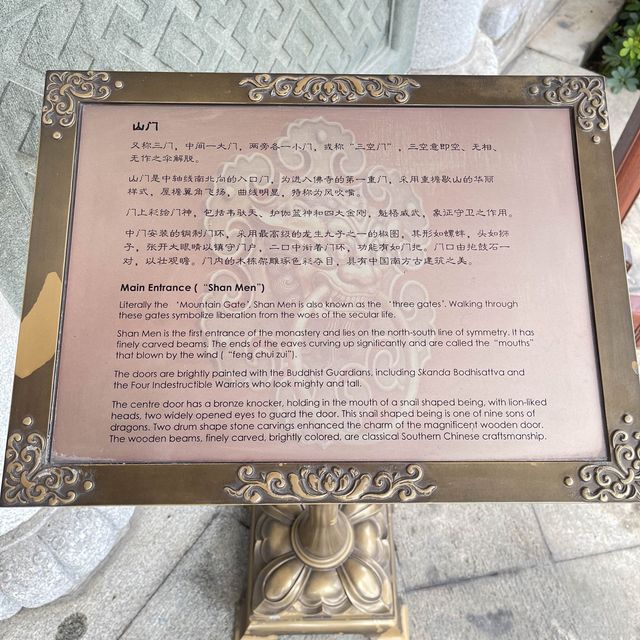 山门
又称三门，中间一大门，两旁各一小门，或称“三空门”，三空意即空、无相、
无作之伞解脱。
山门是中轴线南北向的入口门，为进入佛寺的第一重门，采用重檐歇山的华丽
样式，屋檐翼角飞扬，曲线明显，特称为风吹嘴。
门上彩绘门神，包括韦驮天、护伽蓝神和四大金刚，魁格威武，象证守卫之作用。
中门安装的铜制门环，采用最高级的龙生九子之一的椒图，其形如螺蚌，头如狮
子，张开大眼晴以镇守门户，二口中衔着门环，功能有如门把。门口由抱鼓石一
对，以壮观瞻。门内的木栋架雕琢色彩夺目，具有中国南方古建筑之美。
Main Entrance ( “Shan Men”)
Literally the ‘Mountain Gate’, Shan Men is also known as the ‘three gates’. Walking through
these gates symbolize liberation from the woes of the secular life.
Shan Men is the first entrance of the monastery and lies on the north-south line of symmetry. It has
finely carved beams. The ends of the eaves curving up significantly and are called the “mouths”
that blown by the wind ( “feng chui zui”).
The doors are brightly painted with the Buddhist Guardians, including Skanda Bodhisattva and
the Four Indestructible Warriors who look mighty and tall.
The centre door has a bronze knocker, holding in the mouth of a snail shaped being, with lion-liked
heads, two widely opened eyes to guard the door. This snail shaped being is one of nine sons of
dragons. Two drum shape stone carvings enhanced the charm of the magnificent wooden door.
The wooden beams, finely carved, brightly colored, are classical Southern Chinese craftsmanship.